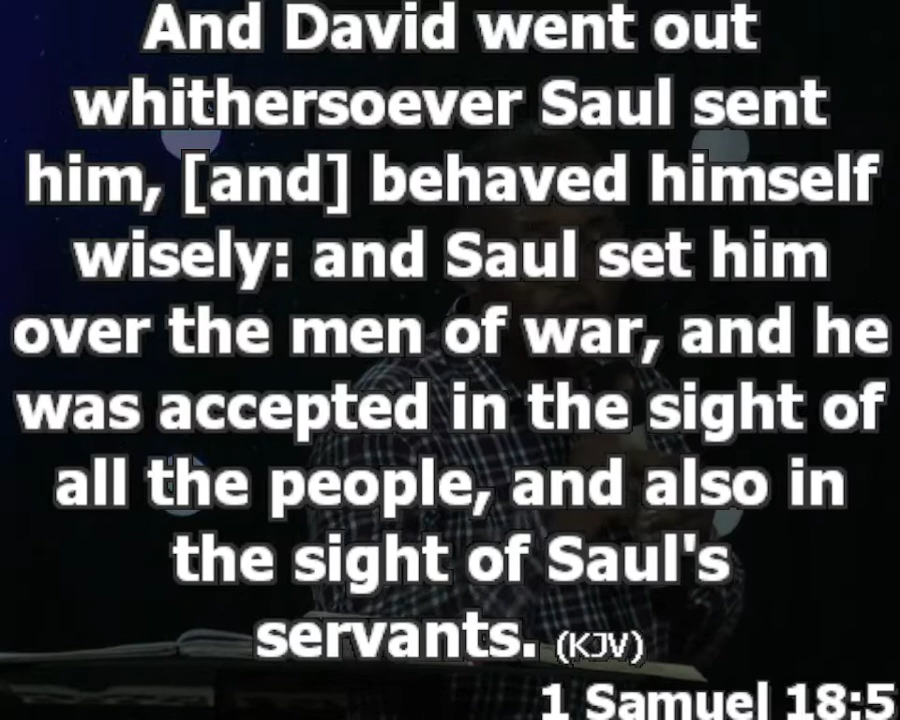 And David went out
whithersoever Saul sent
him, [and] behaved himself
wisely: and Saul set him
over the men of war, and he
was accepted in the sight of
all the people, and also in
the sight of Saul's
servants. (KJV)
1 Samuel 18:5